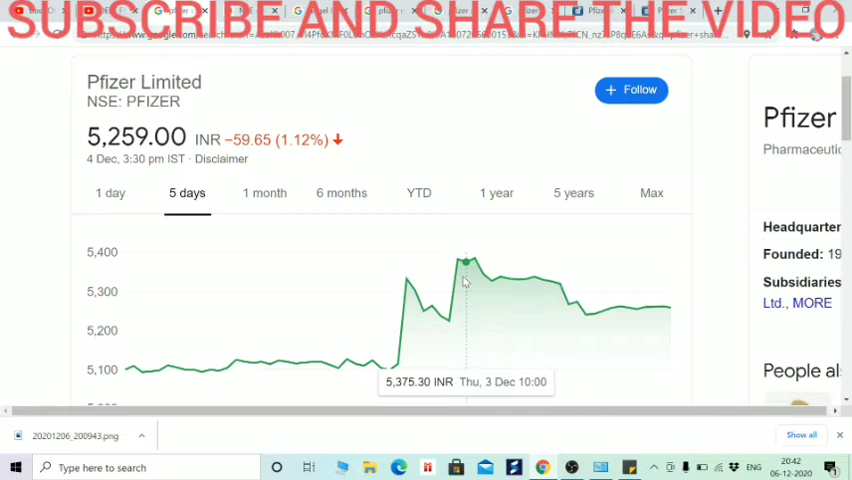 SUBSCRIBE AND SHARE THE VIDEO
Pfizer Limited
NSE: PFIZER
+ Follow
5,259.00 INR −59.65 (1.12%)
4 Dec, 3:30 pm IST · Disclaimer
1 day 5 days 1 month 6 months YTD 1 year 5 years Max
5,400
5,300
5,200
5,100
5,375.30 INR Thu, 3 Dec 10:00
Pfizer
Pharmaceutic
Headquarter
Founded: 19
Subsidiaries
Ltd., MORE
People als
20201206_200943.png
Show all
Type here to search
ENG
20:42
06-12-2020